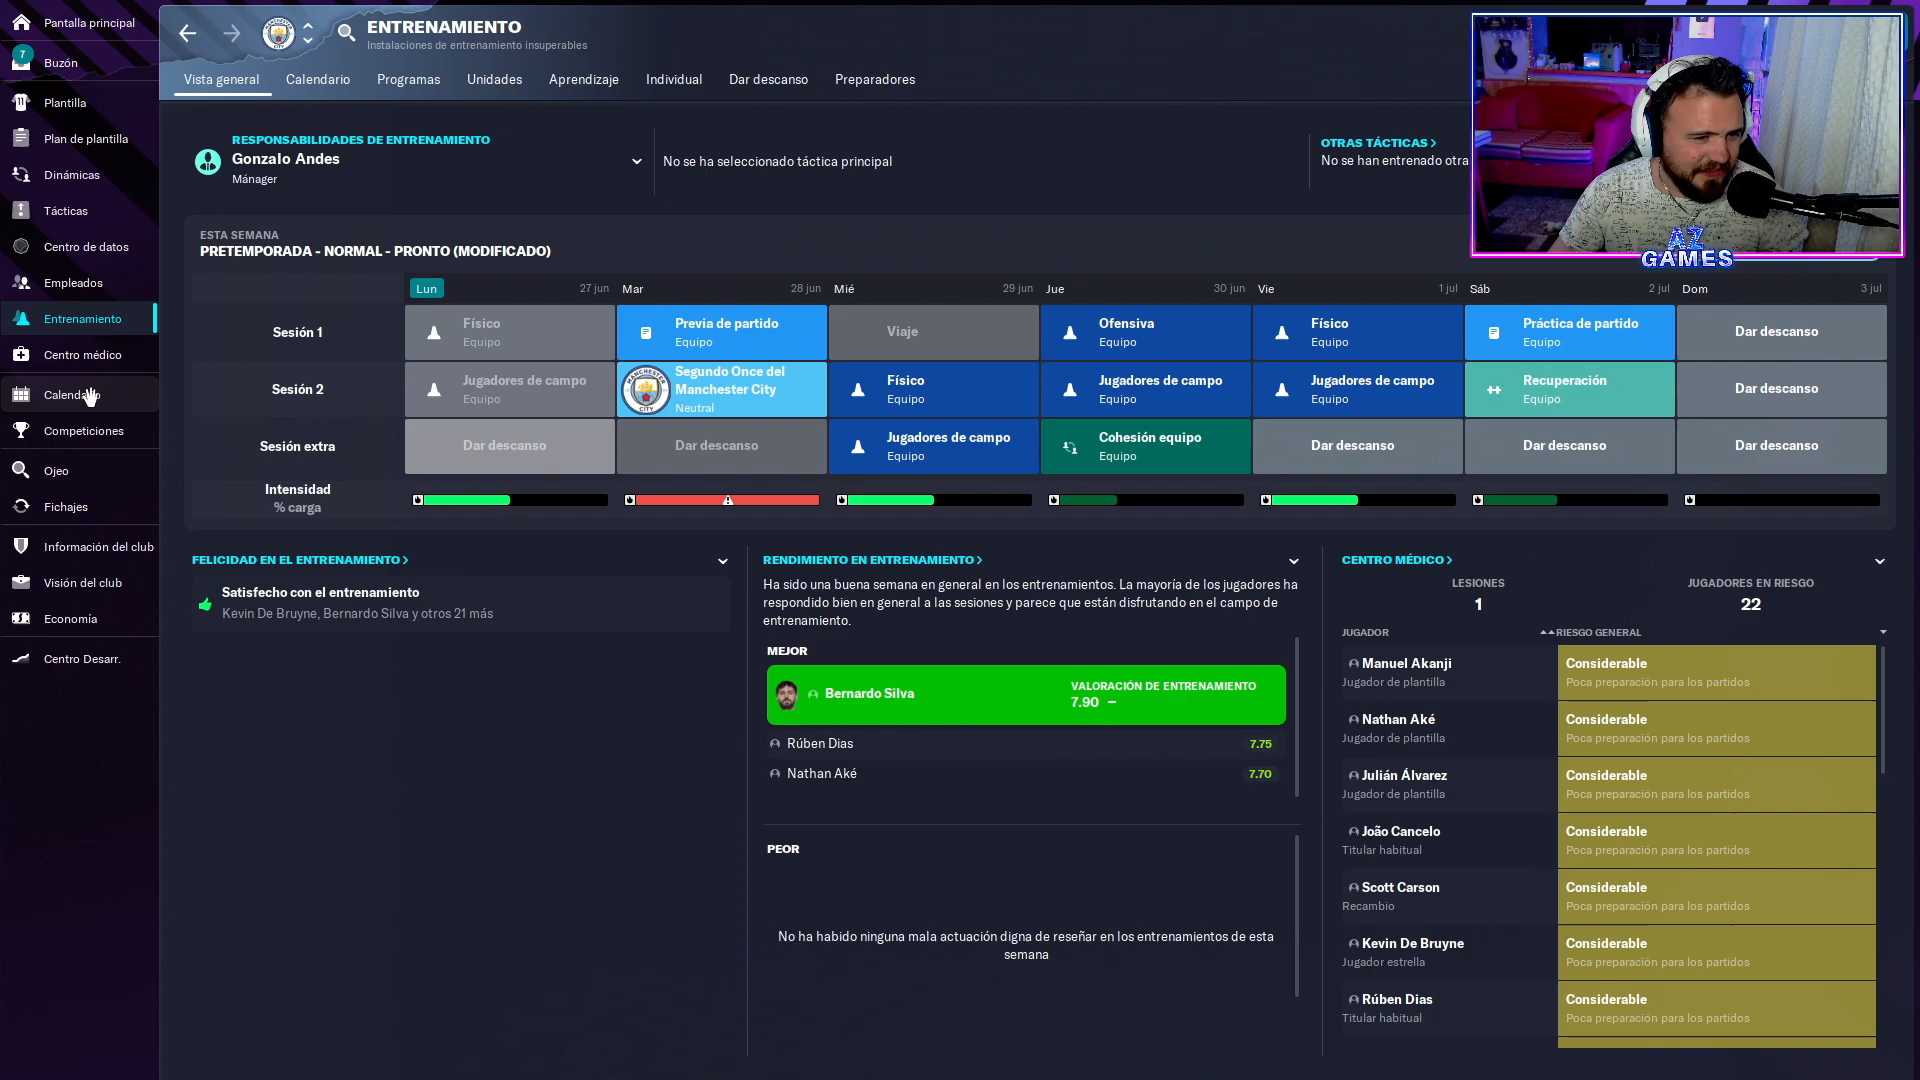 Pantalla principal
7
Buzón
Plantilla
Plan de plantilla
Dinámicas
Tácticas
Centro de datos
Empleados
Entrenamiento
Centro médico
Calendario
Competiciones
Ojeo
Fichajes
Información del club
Visión del club
Economía
Centro Desarr.
ENTRENAMIENTO
Instalaciones de entrenamiento insuperables
Vista general
Calendario
Programas
Unidades
Aprendizaje
Individual
Dar descanso
Preparadores
RESPONSABILIDADES DE ENTRENAMIENTO
Gonzalo Andes
Mánager
No se ha seleccionado táctica principal
OTRAS TÁCTICAS
No se han entrenado otra
AZ
GAMES
ESTA SEMANA
PRETEMPORADA - NORMAL - PRONTO (MODIFICADO)
Lun 27 jun Mar 28 jun Mié 29 jun Jue 30 jun Vie 1 jul Sáb 2 jul Dom 3 jul
Sesión 1
Físico
Equipo
Previa de partido
Equipo
Viaje
Ofensiva
Equipo
Físico
Equipo
Práctica de partido
Equipo
Dar descanso
Sesión 2
Jugadores de campo
Equipo
MANCHESTER
CITY
Segundo Once del
Manchester City
Neutral
Físico
Equipo
Jugadores de campo
Equipo
Jugadores de campo
Equipo
Recuperación
Equipo
Dar descanso
Sesión extra
Dar descanso
Dar descanso
Jugadores de campo
Equipo
Cohesión equipo
Equipo
Dar descanso
Dar descanso
Dar descanso
Intensidad
% carga
FELICIDAD EN EL ENTRENAMIENTO
Satisfecho con el entrenamiento
Kevin De Bruyne, Bernardo Silva y otros 21 más
RENDIMIENTO EN ENTRENAMIENTO
Ha sido una buena semana en general en los entrenamientos. La mayoría de los jugadores ha
respondido bien en general a las sesiones y parece que están disfrutando en el campo de
entrenamiento.
MEJOR
Bernardo Silva
VALORACIÓN DE ENTRENAMIENTO
7.90
Rúben Dias 7.75
Nathan Aké 7.70
PEOR
No ha habido ninguna mala actuación digna de reseñar en los entrenamientos de esta
semana
CENTRO MÉDICO
LESIONES
1
JUGADORES EN RIESGO
22
JUGADOR RIESGO GENERAL
Manuel Akanji
Jugador de plantilla
Considerable
Poca preparación para los partidos
Nathan Aké
Jugador de plantilla
Considerable
Poca preparación para los partidos
Julián Álvarez
Jugador de plantilla
Considerable
Poca preparación para los partidos
João Cancelo
Titular habitual
Considerable
Poca preparación para los partidos
Scott Carson
Recambio
Considerable
Poca preparación para los partidos
Kevin De Bruyne
Jugador estrella
Considerable
Poca preparación para los partidos
Rúben Dias
Titular habitual
Considerable
Poca preparación para los partidos